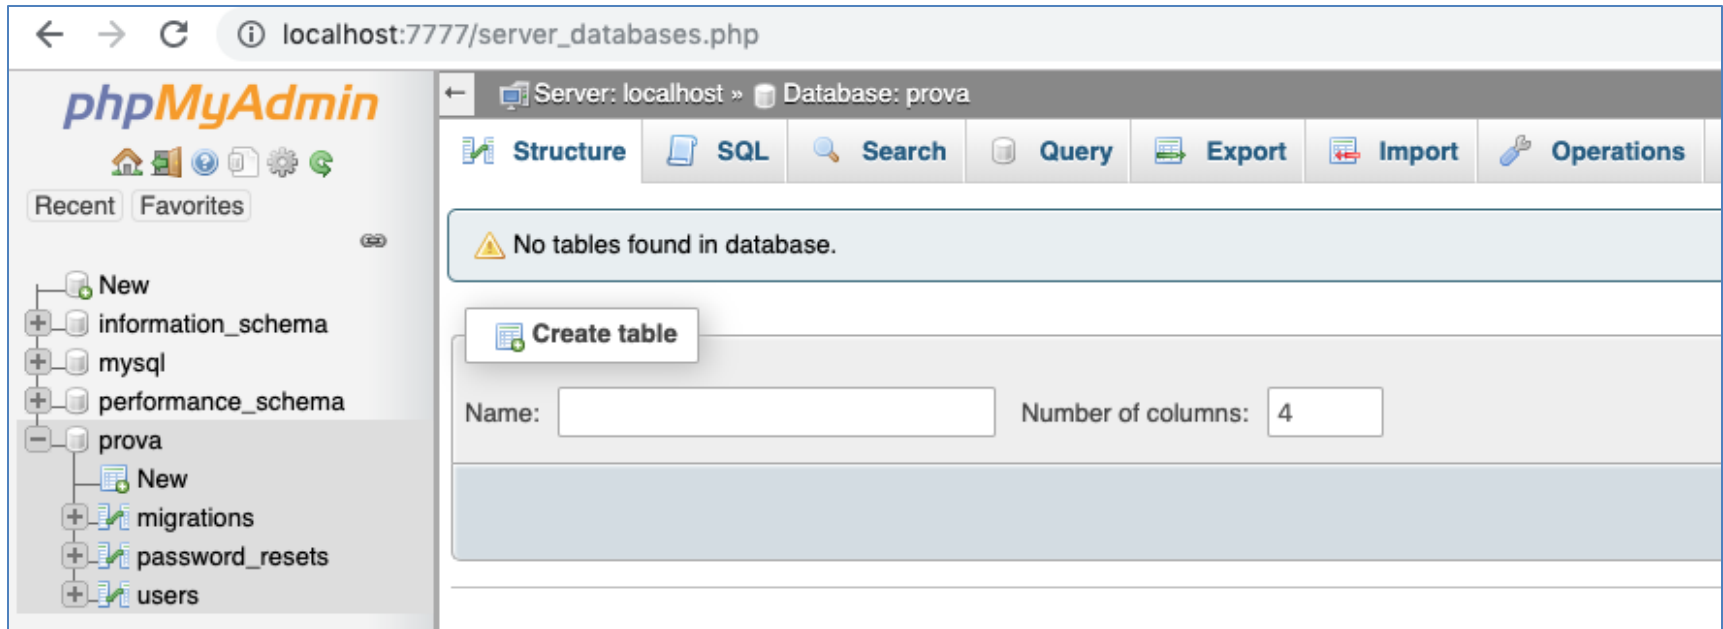 localhost:7777/server_databases.php
phpMyAdmin
Recent Favorites
New
information_schema
mysql
performance_schema
prova
New
migrations
password_resets
users
Server: localhost » Database: prova
Structure SQL Search Query Export Import Operations
No tables found in database.
Create table
Name: Number of columns: 4